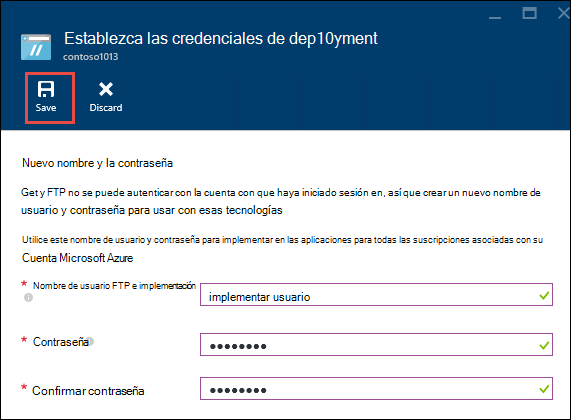 Establezca las credenciales de dep10yment
contoso1013
Save
Discard
Nuevo nombre y la contraseña
Get y FTP no se puede autenticar con la cuenta con que haya iniciado sesión en, así que crear un nuevo nombre de
usuario y contraseña para usar con esas tecnologías
Utilice este nombre de usuario y contraseña para implementar en las aplicaciones para todas las suscripciones asociadas con su
Cuenta Microsoft Azure
* Nombre de usuario FTP e implementación
implementar usuario
* Contraseña
●●●●●●●●
* Confirmar contraseña
●●●●●●●●